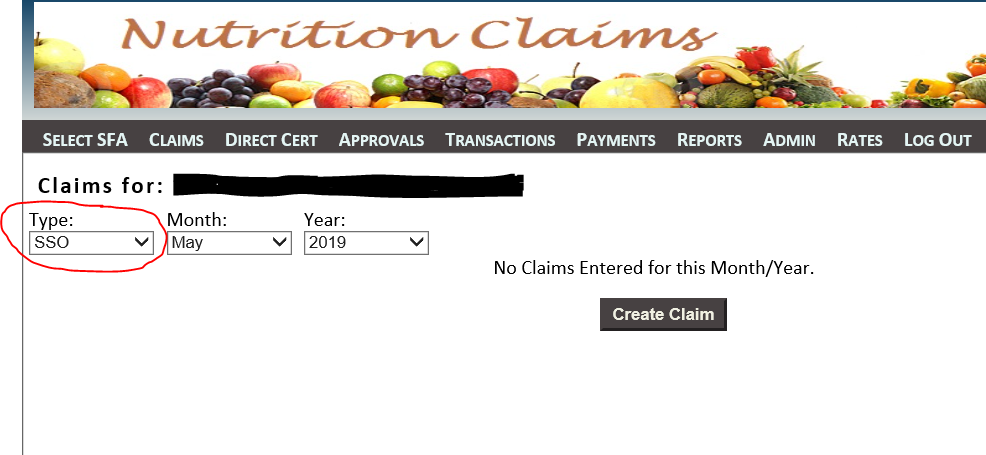 Nutrition Claims
SELECT SFA CLAIMS DIRECT CERT APPROVALS TRANSACTIONS PAYMENTS REPORTS ADMIN RATES LOG OUT
Claims for:
Type: Month: Year:
SSO May 2019
No Claims Entered for this Month/Year.
Create Claim